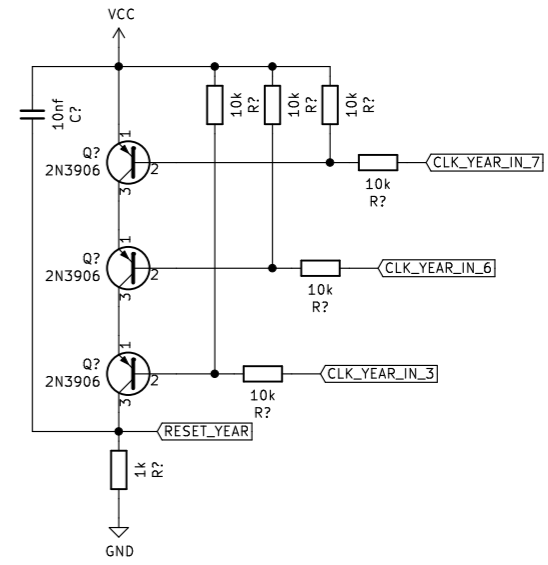 VCC
10nf
C?
10k
R?
10k
R?
10k
R?
Q?
2N3906
1
2
3
CLK_YEAR_IN_7
10k
R?
Q?
2N3906
1
2
3
CLK_YEAR_IN_6
10k
R?
Q?
2N3906
1
2
3
CLK_YEAR_IN_3
10k
R?
RESET_YEAR
1k
R?
GND